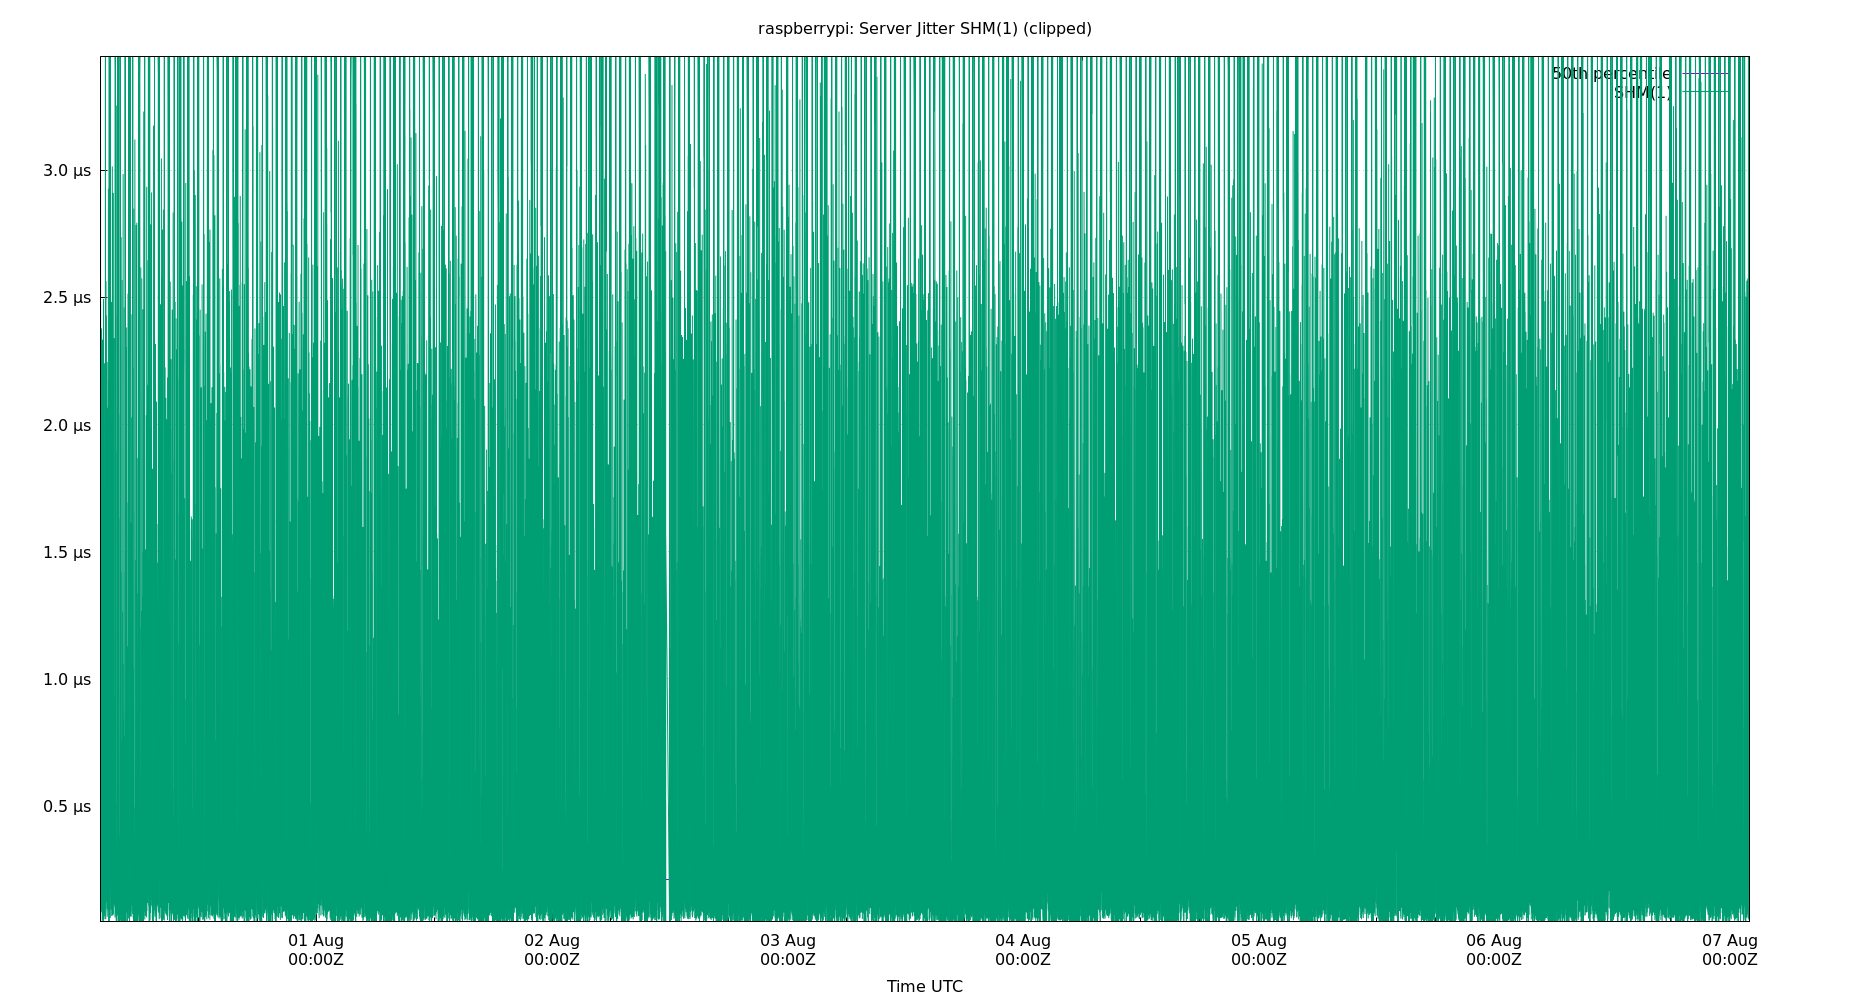 raspberrypi: Server Jitter SHM(1) (clipped)
50th percentile
SHM(1)
3.0 µs
2.5 µs
2.0 µs
1.5 µs
1.0 µs
0.5 µs
01 Aug 02 Aug 03 Aug 04 Aug 05 Aug 06 Aug 07 Aug
00:00Z 00:00Z 00:00Z 00:00Z 00:00Z 00:00Z 00:00Z
Time UTC